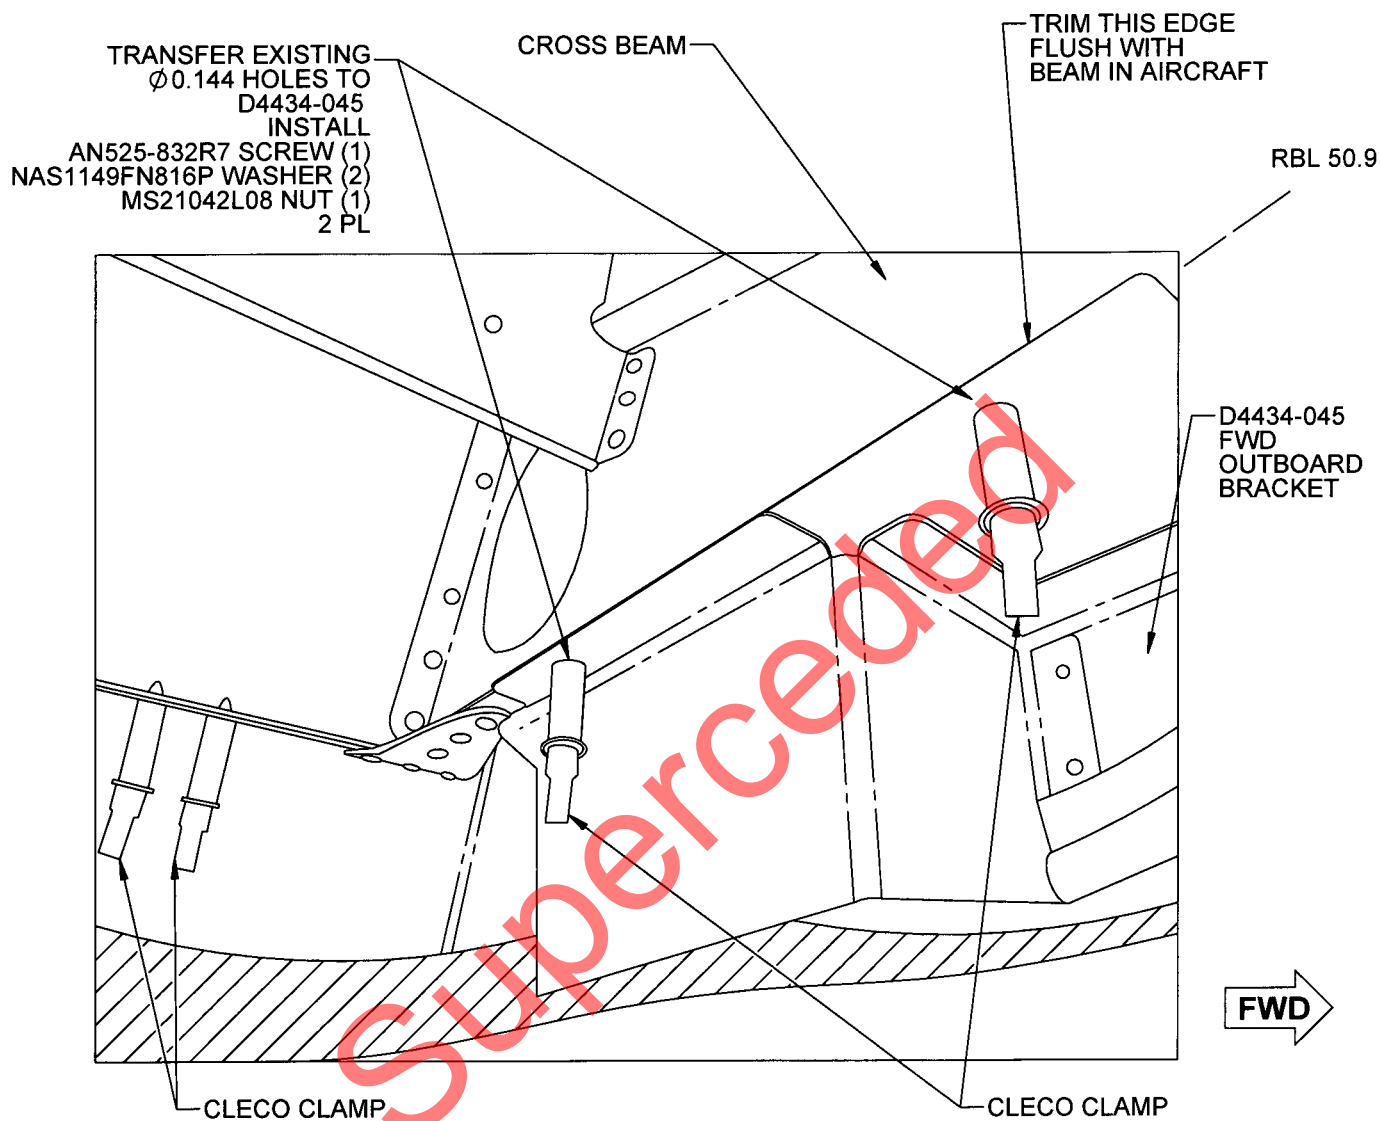 TRANSFER EXISTING
Ø0.144 HOLES TO
D4434-045
INSTALL
AN525-832R7 SCREW (1)
NAS1149FN816P WASHER (2)
MS21042L08 NUT (1)
2 PL
CROSS BEAM
TRIM THIS EDGE
FLUSH WITH
BEAM IN AIRCRAFT
RBL 50.9
D4434-045
FWD
OUTBOARD
BRACKET
Superceded
FWD
CLECO CLAMP
CLECO CLAMP